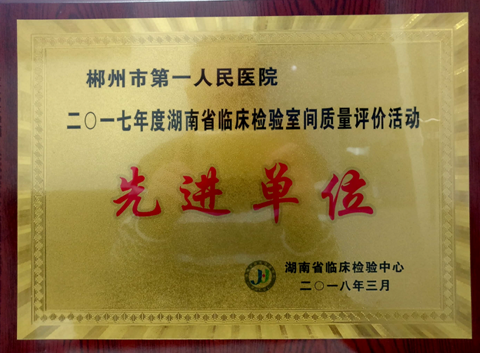 郴州市第一人民医院
二〇一七年度湖南省临床检验室间质量评价活动
先进单位
湖南省临床检验中心
二〇一八年三月